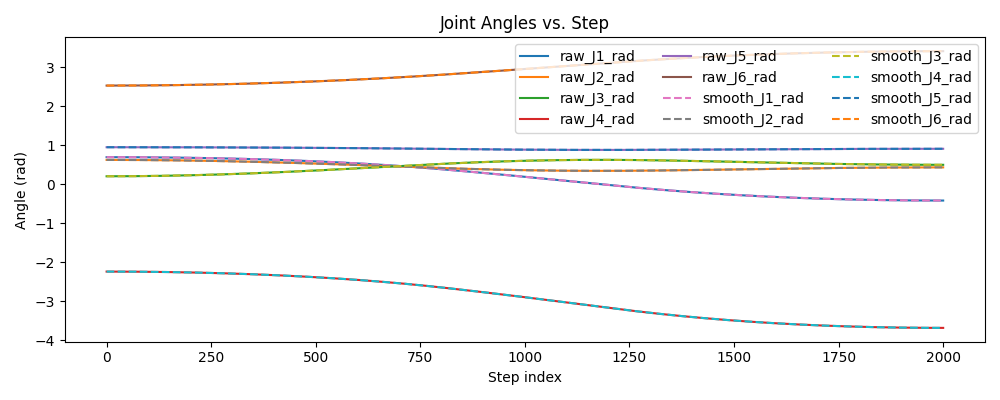 Joint Angles vs. Step
Angle (rad)
3
2
1
0
−1
−2
−3
−4
raw_J1_rad
raw_J2_rad
raw_J3_rad
raw_J4_rad
raw_J5_rad
raw_J6_rad
smooth_J1_rad
smooth_J2_rad
smooth_J3_rad
smooth_J4_rad
smooth_J5_rad
smooth_J6_rad
0 250 500 750 1000 1250 1500 1750 2000
Step index